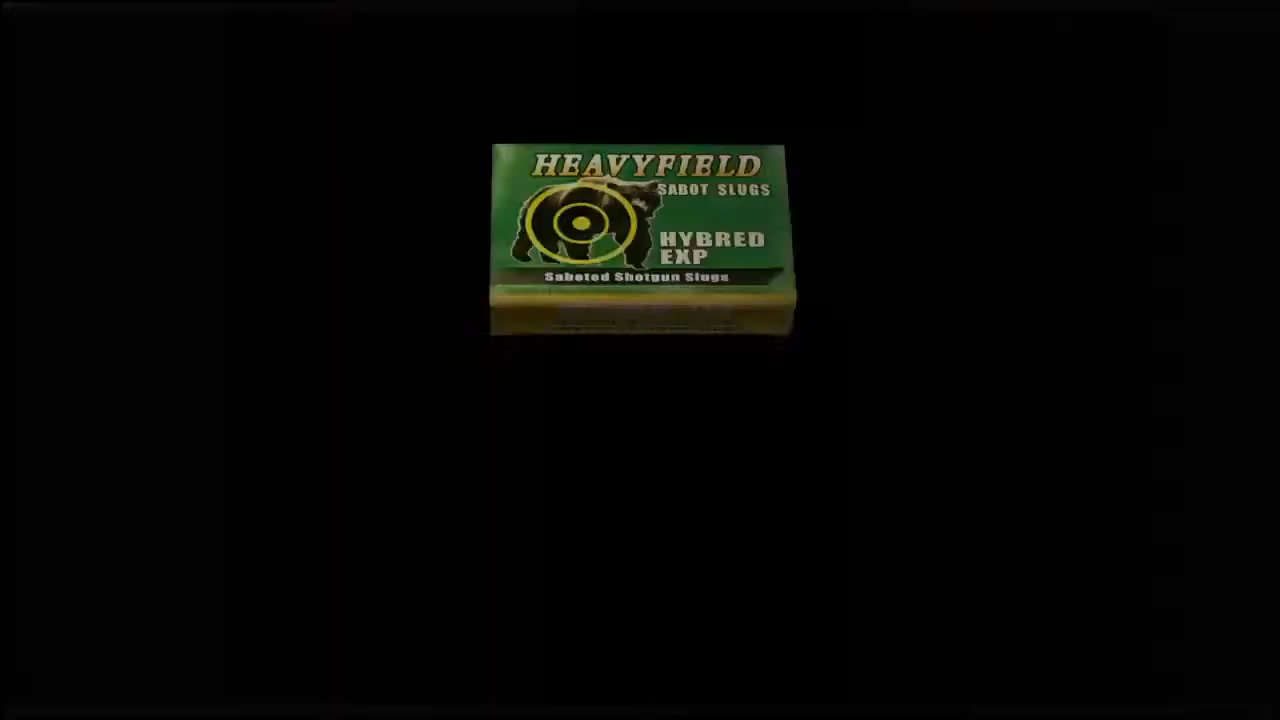 HEAVYFIELD
SABOT SLUGS
HYBRED
EXP
Saboted Shotgun Slugs